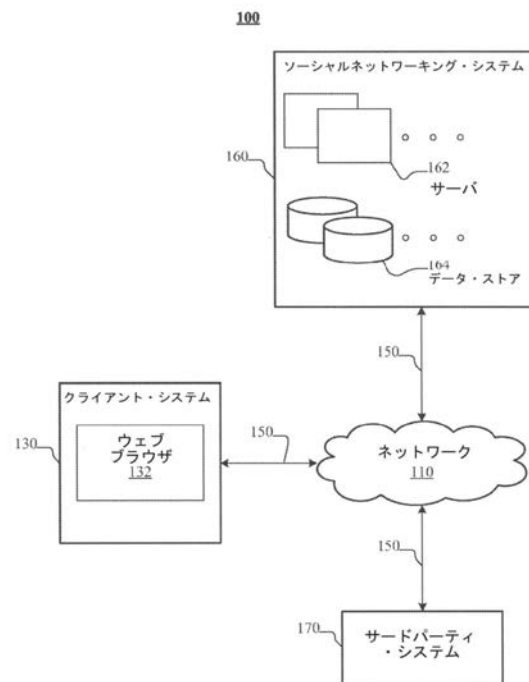 100
ソーシャルネットワーキング・システム
160
162
サーバ
164
データ・ストア
150
クライアント・システム
130
ウェブ
ブラウザ
132
150
ネットワーク
110
150
170
サードパーティ
・システム